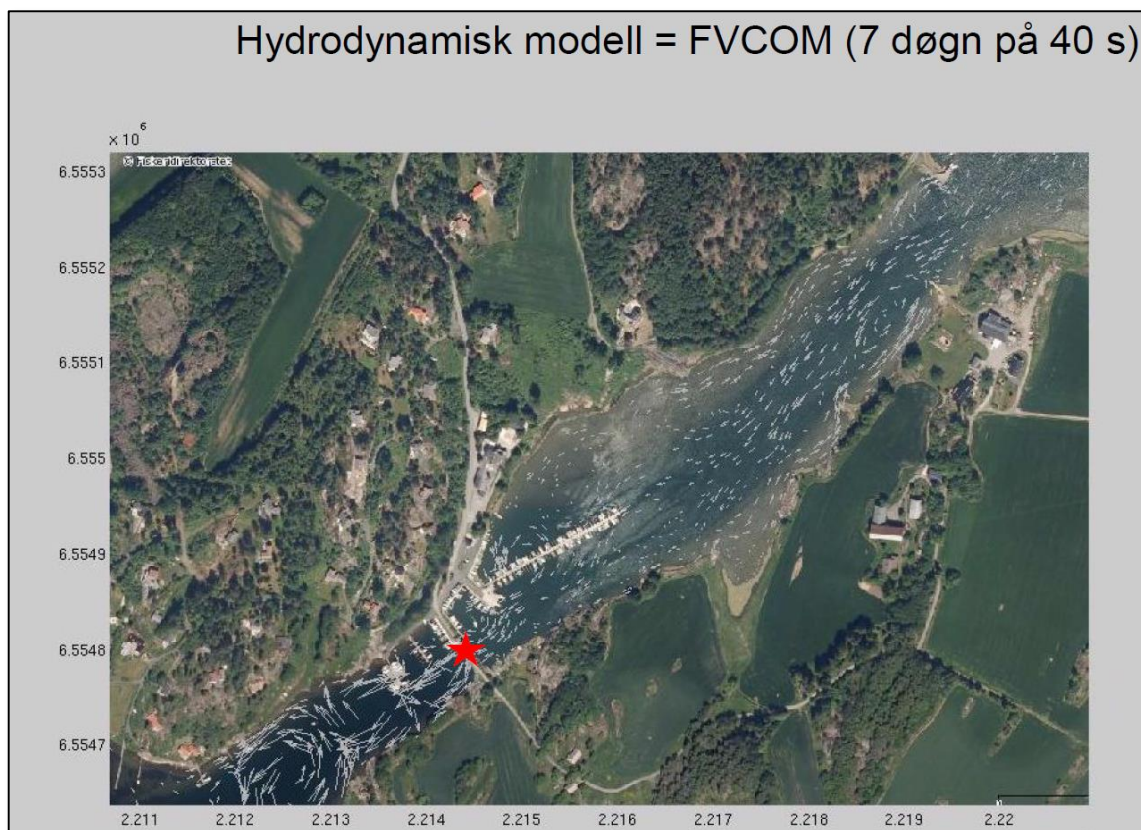 Hydrodynamisk modell = FVCOM (7 døgn på 40 s)
× 10⁶
© Fiskeridirektoratet
6.5553
6.5552
6.5551
6.555
6.5549
6.5548
6.5547
2.211 2.212 2.213 2.214 2.215 2.216 2.217 2.218 2.219 2.22